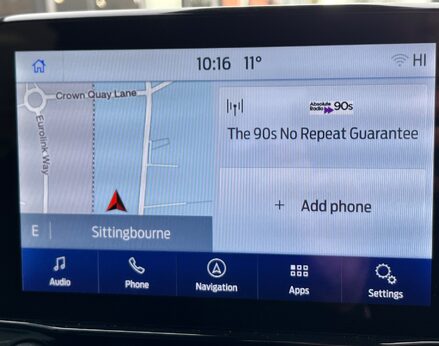 10:16 11° HI
Crown Quay Lane
Eurolink Way
E Sittingbourne
Absolute Radio 90s
The 90s No Repeat Guarantee
+ Add phone
Audio Phone Navigation Apps Settings